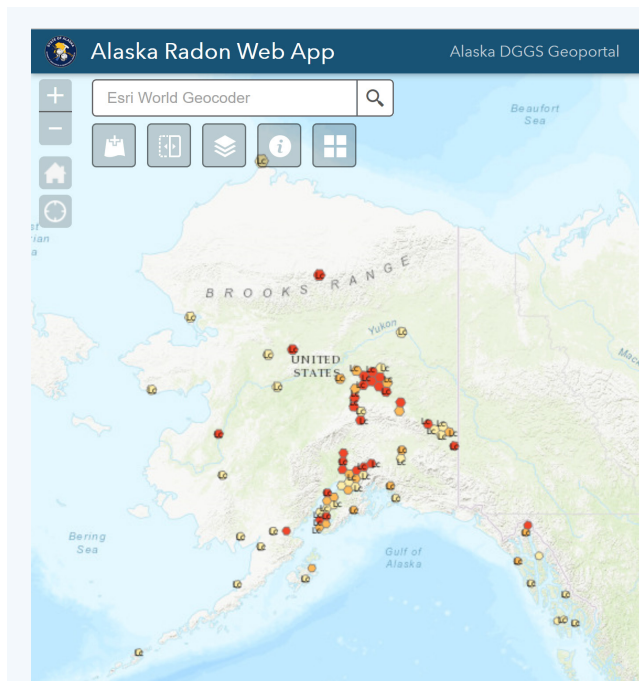 Alaska Radon Web App
Alaska DGGS Geoportal
Esri World Geocoder
Beaufort
Sea
BROOKS RANGE
Yukon
UNITED
STATES
Bering
Sea
Gulf of
Alaska